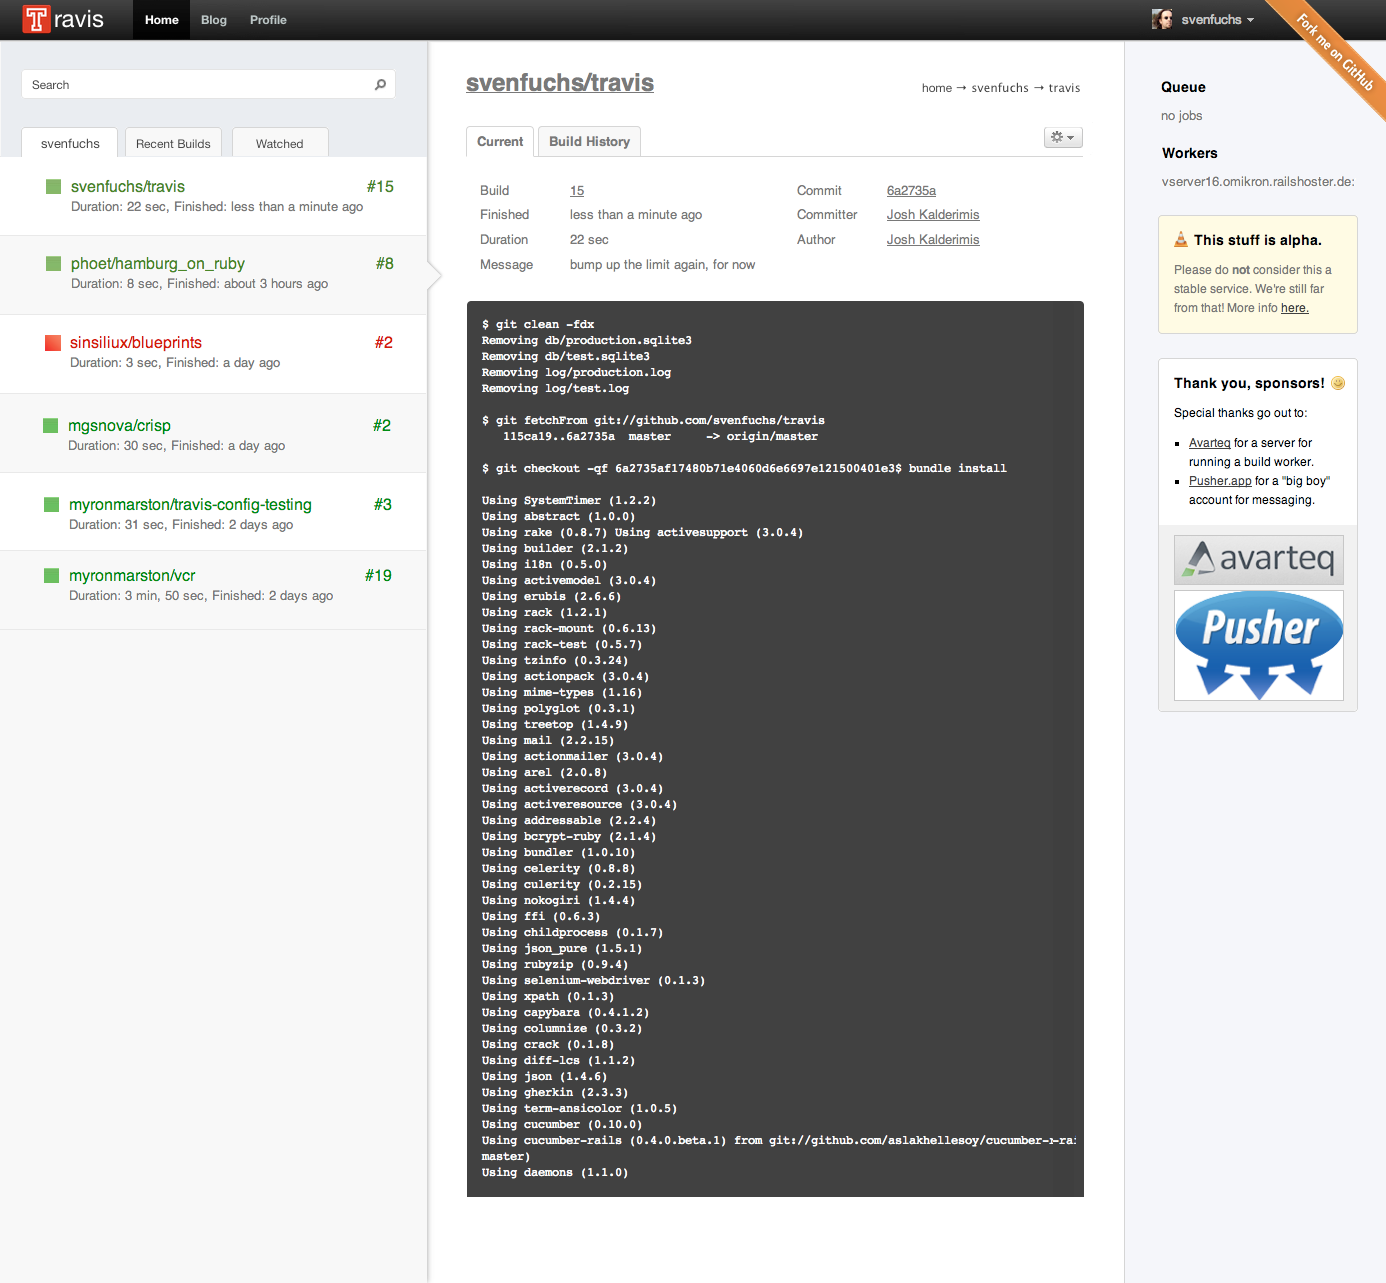 Travis
Home
Blog
Profile
svenfuchs
Fork me on GitHub
Search
svenfuchs
Recent Builds
Watched
svenfuchs/travis
#15
Duration: 22 sec, Finished: less than a minute ago
phoet/hamburg_on_ruby
#8
Duration: 8 sec, Finished: about 3 hours ago
sinsiliux/blueprints
#2
Duration: 3 sec, Finished: a day ago
mgsnova/crisp
#2
Duration: 30 sec, Finished: a day ago
myronmarston/travis-config-testing
#3
Duration: 31 sec, Finished: 2 days ago
myronmarston/vcr
#19
Duration: 3 min, 50 sec, Finished: 2 days ago
svenfuchs/travis
home → svenfuchs → travis
Current
Build History
Build 15
Commit 6a2735a
Finished less than a minute ago
Committer Josh Kalderimis
Duration 22 sec
Author Josh Kalderimis
Message bump up the limit again, for now
$ git clean -fdx
Removing db/production.sqlite3
Removing db/test.sqlite3
Removing log/production.log
Removing log/test.log
$ git fetchFrom git://github.com/svenfuchs/travis
115ca19..6a2735a master -> origin/master
$ git checkout -qf 6a2735af17480b71e4060d6e6697e121500401e3$ bundle install
Using SystemTimer (1.2.2)
Using abstract (1.0.0)
Using rake (0.8.7) Using activesupport (3.0.4)
Using builder (2.1.2)
Using i18n (0.5.0)
Using activemodel (3.0.4)
Using erubis (2.6.6)
Using rack (1.2.1)
Using rack-mount (0.6.13)
Using rack-test (0.5.7)
Using tzinfo (0.3.24)
Using actionpack (3.0.4)
Using mime-types (1.16)
Using polyglot (0.3.1)
Using treetop (1.4.9)
Using mail (2.2.15)
Using actionmailer (3.0.4)
Using arel (2.0.8)
Using activerecord (3.0.4)
Using activeresource (3.0.4)
Using addressable (2.2.4)
Using bcrypt-ruby (2.1.4)
Using bundler (1.0.10)
Using celerity (0.8.8)
Using culerity (0.2.15)
Using nokogiri (1.4.4)
Using ffi (0.6.3)
Using childprocess (0.1.7)
Using json_pure (1.5.1)
Using rubyzip (0.9.4)
Using selenium-webdriver (0.1.3)
Using xpath (0.1.3)
Using capybara (0.4.1.2)
Using columnize (0.3.2)
Using crack (0.1.8)
Using diff-lcs (1.1.2)
Using json (1.4.6)
Using gherkin (2.3.3)
Using term-ansicolor (1.0.5)
Using cucumber (0.10.0)
Using cucumber-rails (0.4.0.beta.1) from git://github.com/aslakhellesoy/cucumber-r-rai
master)
Using daemons (1.1.0)
Queue
no jobs
Workers
vserver16.omikron.railshoster.de:
This stuff is alpha.
Please do not consider this a
stable service. We're still far
from that! More info here.
Thank you, sponsors!
Special thanks go out to:
Avarteq for a server for
running a build worker.
Pusher.app for a "big boy"
account for messaging.
avarteq
Pusher